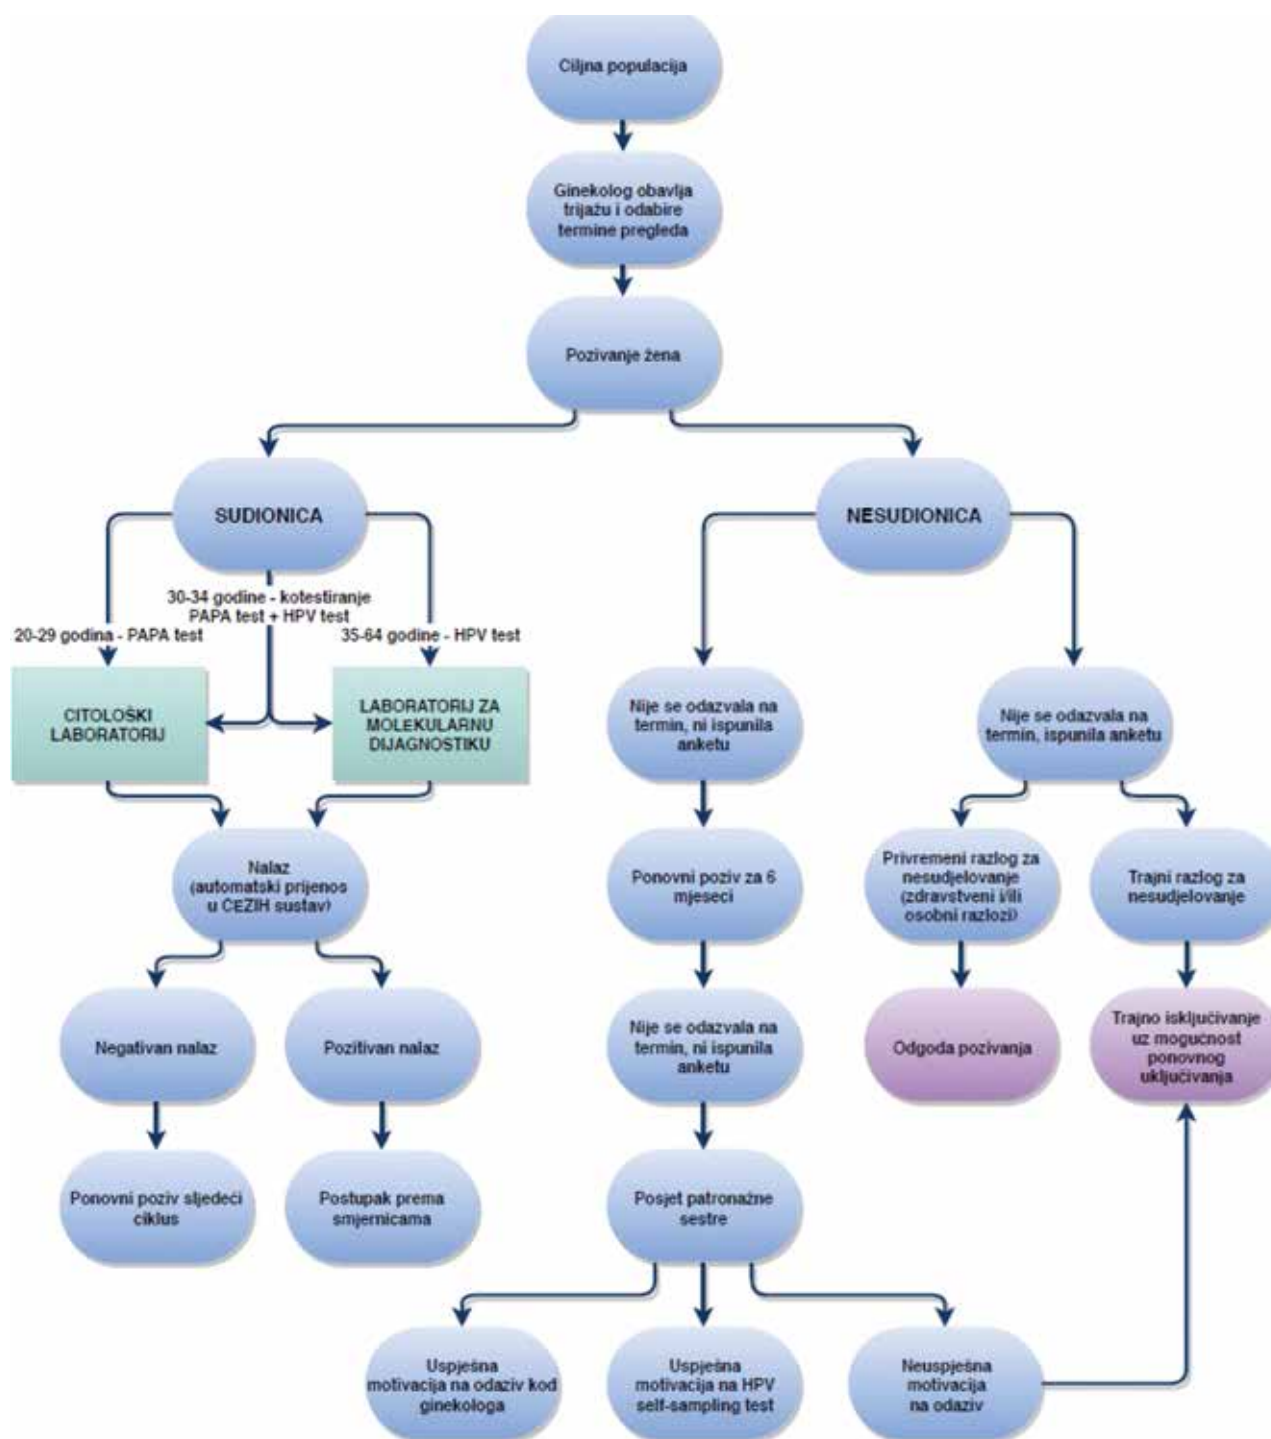 Ciljna populacija
Ginekolog obavlja
trijažu i odabire
termine pregleda
Pozivanje žena
SUDIONICA
NESUDIONICA
30-34 godine - kotestiranje
PAPA test + HPV test
20-29 godina - PAPA test
35-64 godine - HPV test
CITOLOŠKI
LABORATORIJ
LABORATORIJ ZA
MOLEKULARNU
DIJAGNOSTIKU
Nije se odazvala na
termin, ni ispunila
anketu
Nije se odazvala na
termin, ispunila anketu
Nalaz
(automatski prijenos
u CEZIH sustav)
Ponovni poziv za 6
mjeseci
Privremeni razlog za
nesudjelovanje
(zdravstveni i/ili
osobni razlozi)
Trajni razlog za
nesudjelovanje
Negativan nalaz
Pozitivan nalaz
Nije se odazvala na
termin, ni ispunila
anketu
Odgoda pozivanja
Trajno isključivanje
uz mogućnost
ponovnog
uključivanja
Ponovni poziv sljedeći
ciklus
Postupak prema
smjernicama
Posjet patronažne
sestre
Uspješna
motivacija na odaziv kod
ginekologa
Uspješna
motivacija na HPV
self-sampling test
Neuspješna
motivacija
na odaziv